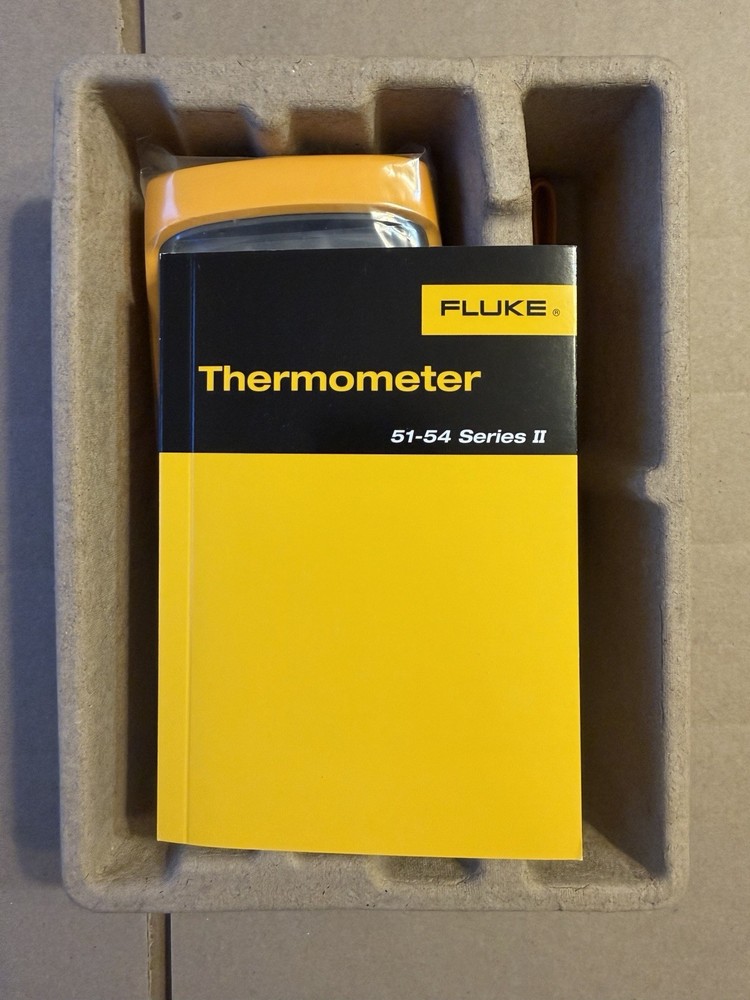 FLUKE ®
Thermometer
51-54 Series II